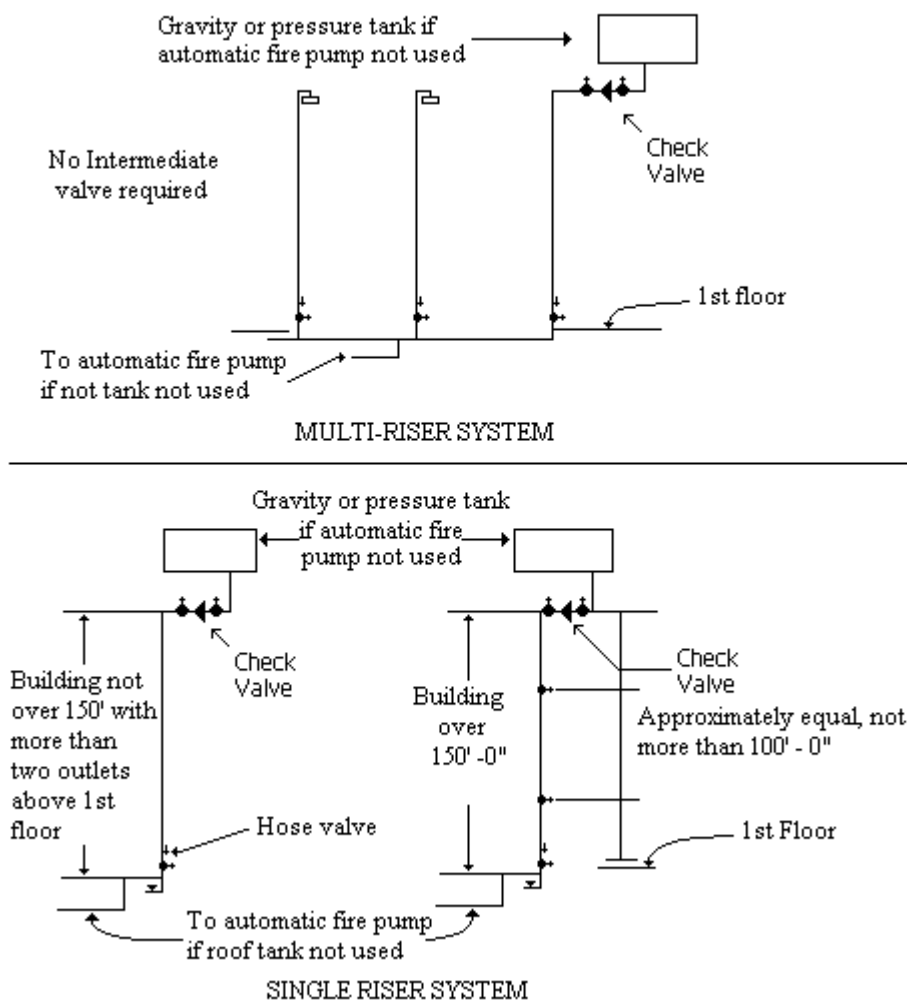 Gravity or pressure tank if
automatic fire pump not used
Check
Valve
No Intermediate
valve required
1st floor
To automatic fire pump
if not tank not used
MULTI-RISER SYSTEM
Gravity or pressure tank
if automatic fire
pump not used
Check
Valve
Building not
over 150' with
more than
two outlets
above 1st
floor
Hose valve
Building
over
150' -0"
Check
Valve
Approximately equal, not
more than 100' - 0"
1st Floor
To automatic fire pump
if roof tank not used
SINGLE RISER SYSTEM